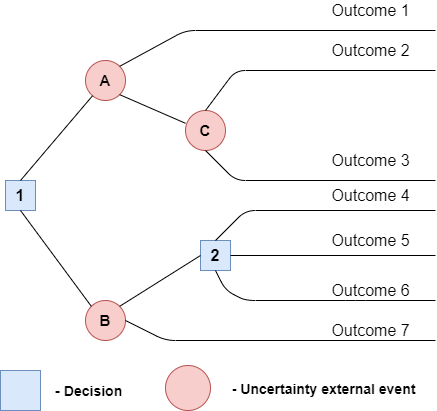 Outcome 1
Outcome 2
A
C
Outcome 3
1
Outcome 4
Outcome 5
2
Outcome 6
B
Outcome 7
- Decision
- Uncertainty external event